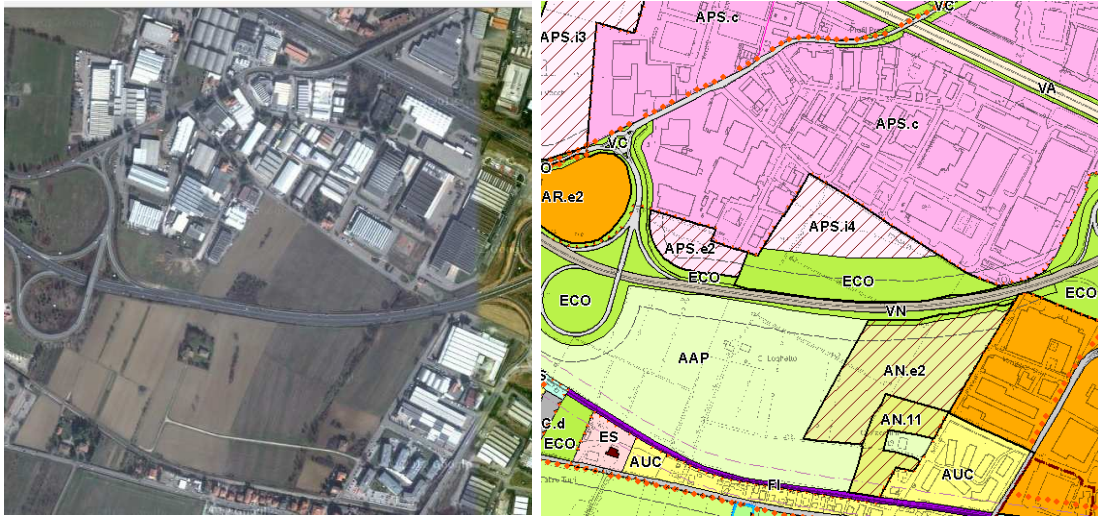 VC
APS.c
APS.i3
VA
APS.c
VC
AR.e2
APS.i4
APS.e2
ECO
ECO
ECO
ECO
VN
AAP
AN.e2
AN.11
ES
ECO
AUC
AUC
FI